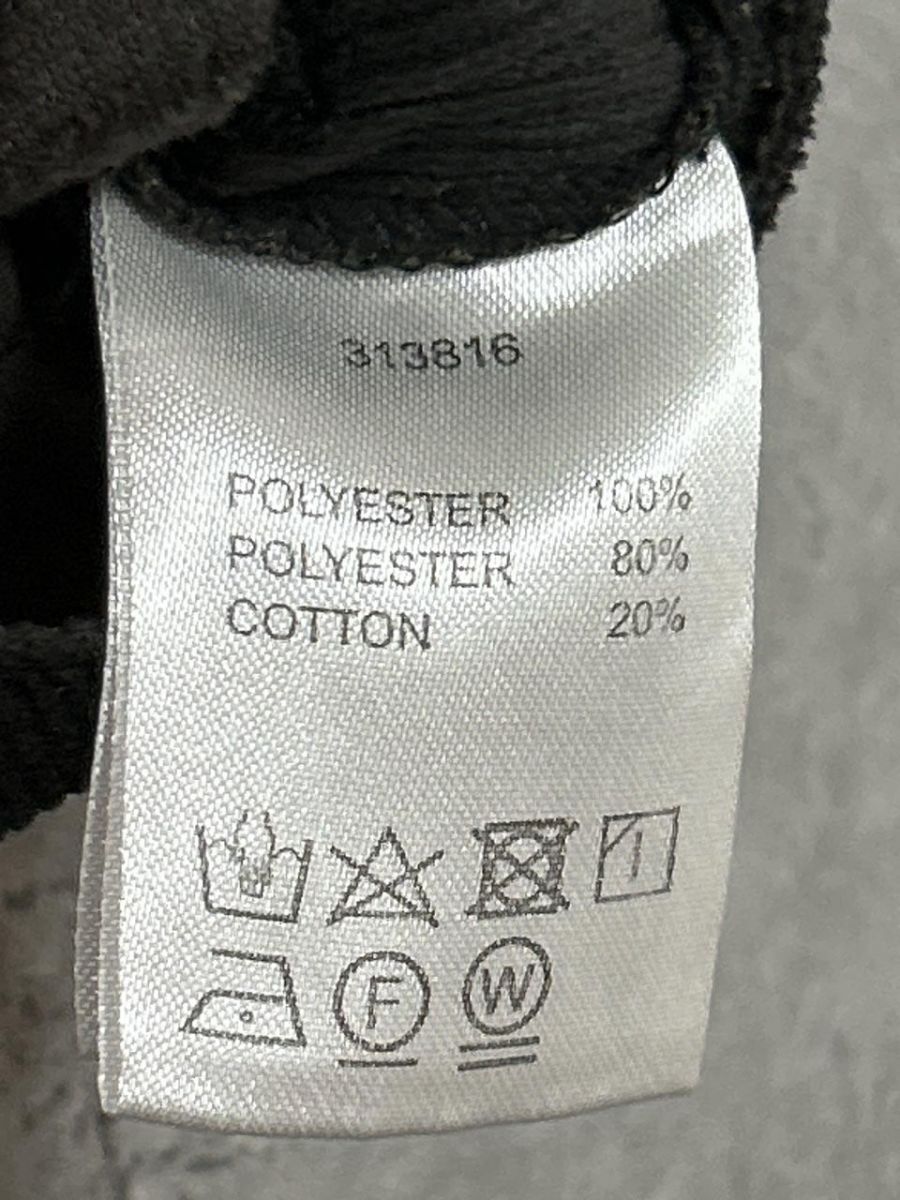 313816
POLYESTER 100%
POLYESTER 80%
COTTON 20%
F W